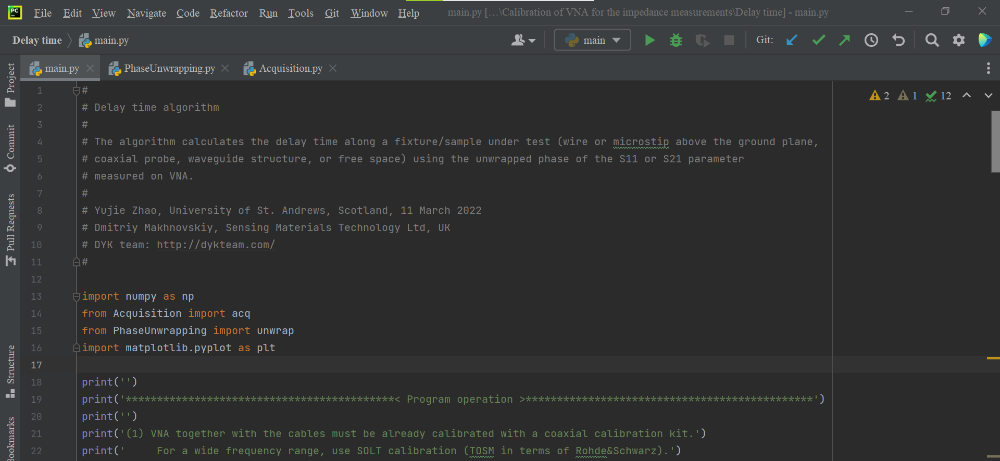 PC File Edit View Navigate Code Refactor Run Tools Git Window Help main.py [...\Calibration of VNA for the impedance measurements\Delay time] - main.py
Delay time main.py main Git:
main.py PhaseUnwrapping.py Acquisition.py
Project
Commit
Pull Requests
Structure
Bookmarks
2 1 12
1 #
2 # Delay time algorithm
3 #
4 # The algorithm calculates the delay time along a fixture/sample under test (wire or microstip above the ground plane,
5 # coaxial probe, waveguide structure, or free space) using the unwrapped phase of the S11 or S21 parameter
6 # measured on VNA.
7 #
8 # Yujie Zhao, University of St. Andrews, Scotland, 11 March 2022
9 # Dmitriy Makhnovskiy, Sensing Materials Technology Ltd, UK
10 # DYK team: http://dykteam.com/
11 #
12
13 import numpy as np
14 from Acquisition import acq
15 from PhaseUnwrapping import unwrap
16 import matplotlib.pyplot as plt
17
18 print('')
19 print('*******************************************< Program operation >**********************************************')
20 print('')
21 print('(1) VNA together with the cables must be already calibrated with a coaxial calibration kit.')
22 print('     For a wide frequency range, use SOLT calibration (TOSM in terms of Rohde&Schwarz).')